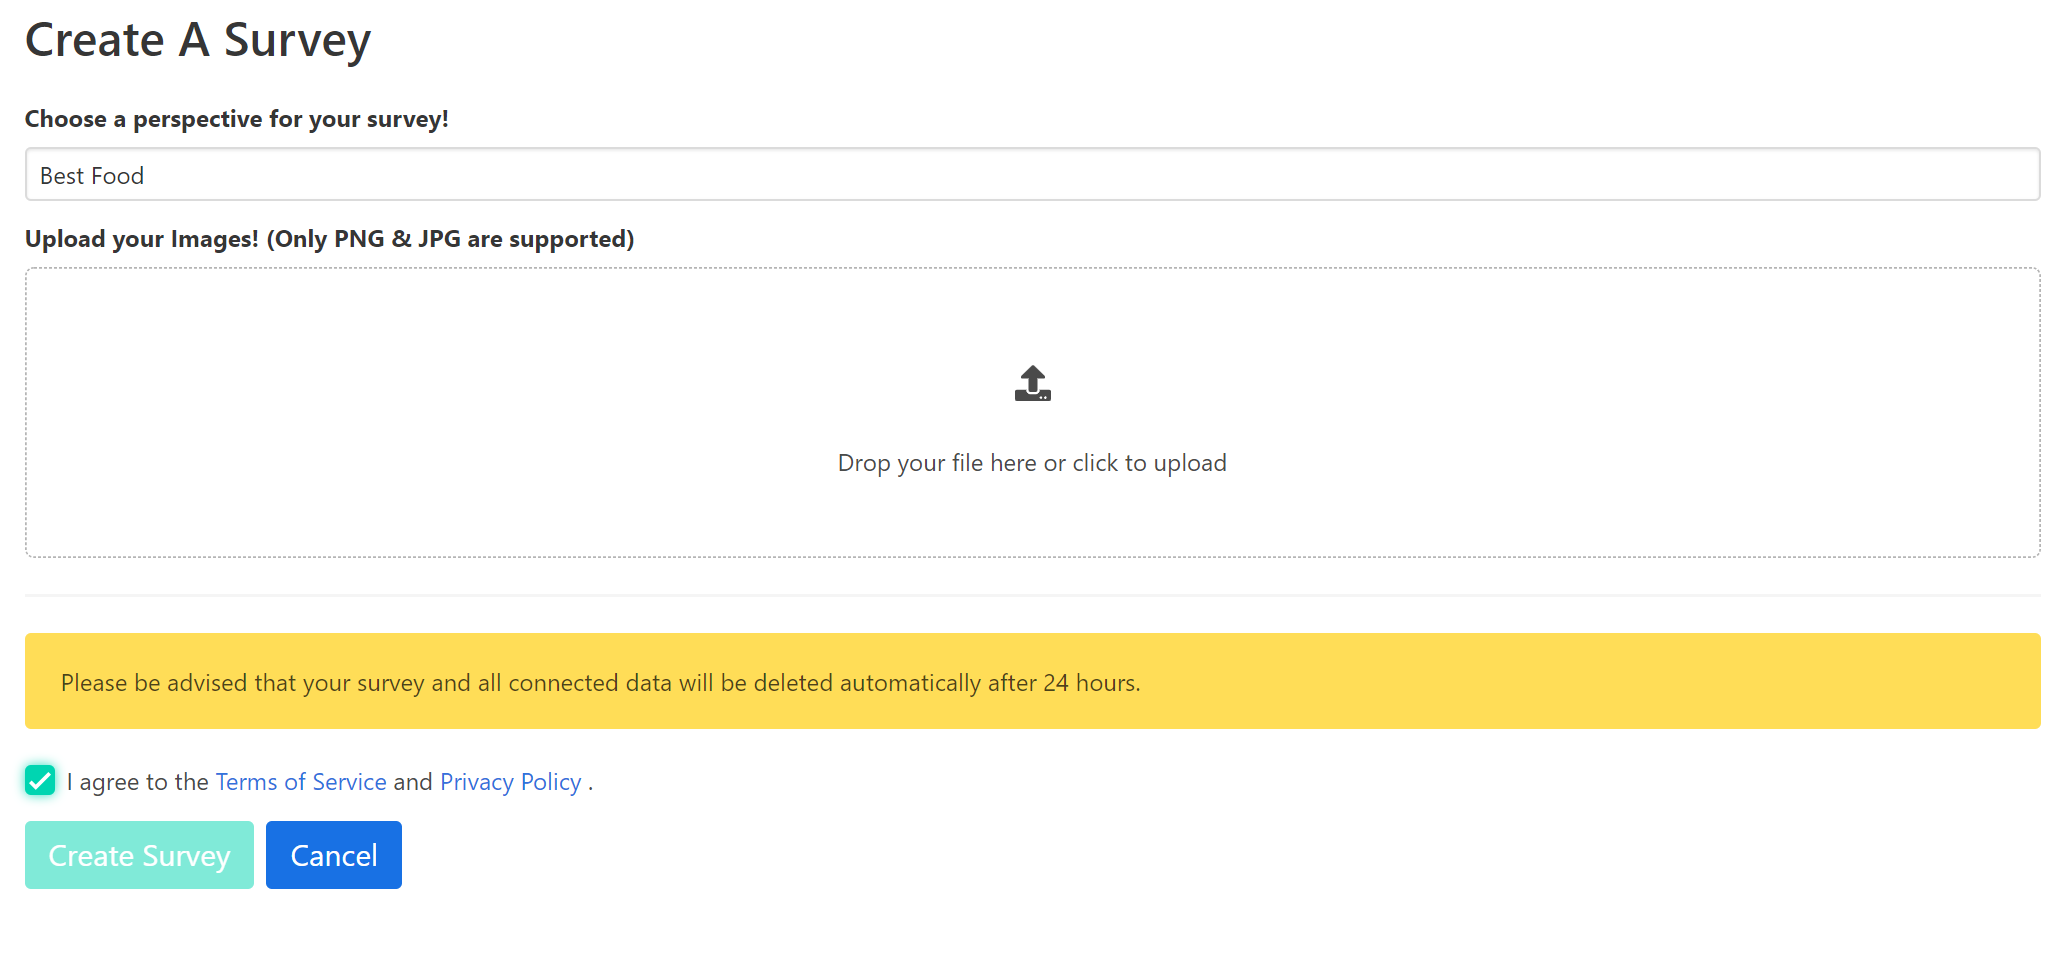 Create A Survey
Choose a perspective for your survey!
Best Food
Upload your Images! (Only PNG & JPG are supported)
Drop your file here or click to upload
Please be advised that your survey and all connected data will be deleted automatically after 24 hours.
I agree to the Terms of Service and Privacy Policy .
Create Survey Cancel